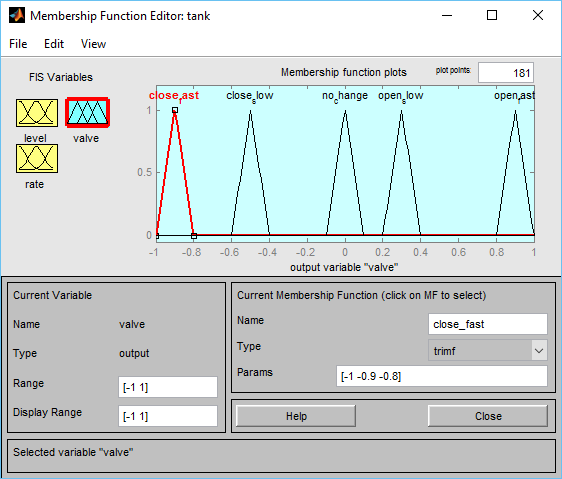 Membership Function Editor: tank
File Edit View
FIS Variables
level
valve
rate
Membership function plots
plot points:
181
close_fast close_slow no_change open_slow open_fast
1
0.5
0
-1 -0.8 -0.6 -0.4 -0.2 0 0.2 0.4 0.6 0.8 1
output variable "valve"
Current Variable
Name valve
Type output
Range [-1 1]
Display Range [-1 1]
Current Membership Function (click on MF to select)
Name close_fast
Type trimf
Params [-1 -0.9 -0.8]
Help Close
Selected variable "valve"